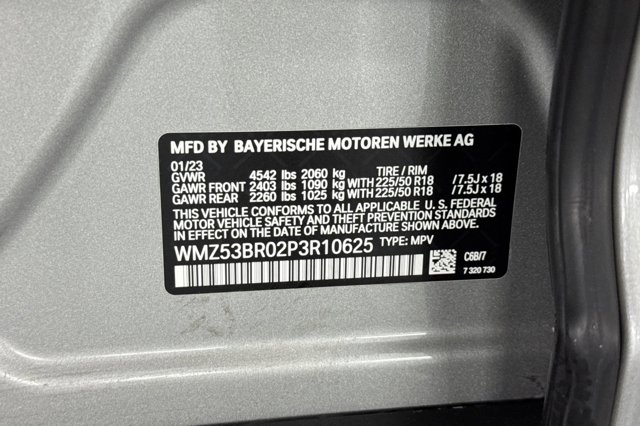 MFD BY BAYERISCHE MOTOREN WERKE AG
01/23 TIRE / RIM
GVWR 4542 lbs 2060 kg
GAWR FRONT 2403 lbs 1090 kg WITH 225/50 R18 /7.5J x 18
GAWR REAR 2260 lbs 1025 kg WITH 225/50 R18 /7.5J x 18
THIS VEHICLE CONFORMS TO ALL APPLICABLE U. S. FEDERAL
MOTOR VEHICLE SAFETY AND THEFT PREVENTION STANDARDS
IN EFFECT ON THE DATE OF MANUFACTURE SHOWN ABOVE.
WMZ53BR02P3R10625 TYPE: MPV
C6B/7
7 320 730